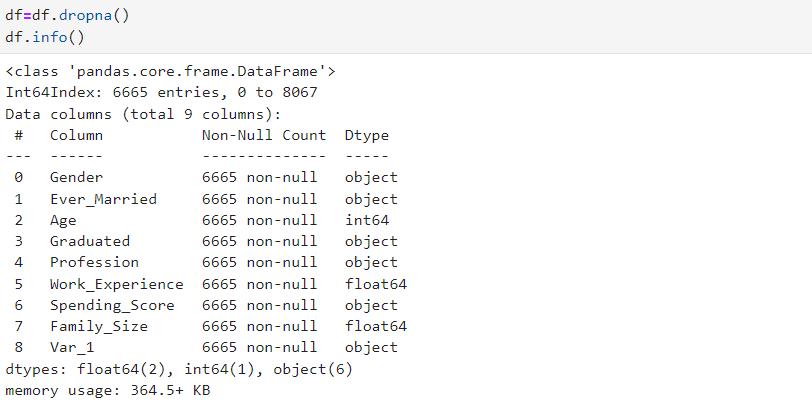 df=df.dropna()
df.info()
<class 'pandas.core.frame.DataFrame'>
Int64Index: 6665 entries, 0 to 8067
Data columns (total 9 columns):
 #   Column           Non-Null Count  Dtype
---  ------           --------------  -----
 0   Gender           6665 non-null   object
 1   Ever_Married     6665 non-null   object
 2   Age              6665 non-null   int64
 3   Graduated        6665 non-null   object
 4   Profession       6665 non-null   object
 5   Work_Experience  6665 non-null   float64
 6   Spending_Score   6665 non-null   object
 7   Family_Size      6665 non-null   float64
 8   Var_1            6665 non-null   object
dtypes: float64(2), int64(1), object(6)
memory usage: 364.5+ KB